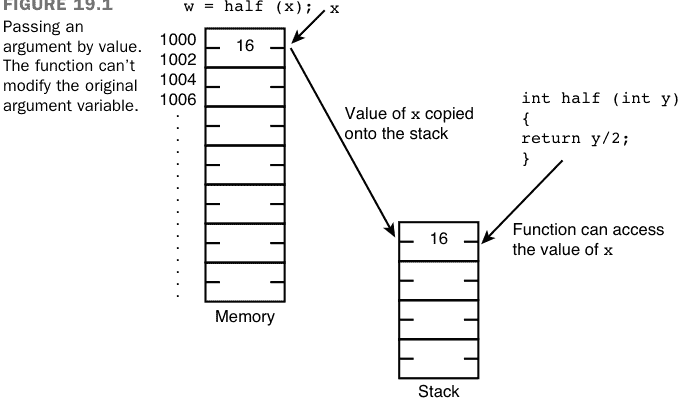 FIGURE 19.1
Passing an
argument by value.
The function can't
modify the original
argument variable.
w = half (x);
x
1000
1002
1004
1006
16
Value of x copied
onto the stack
int half (int y)
{
return y/2;
}
16
Function can access
the value of x
Memory
Stack